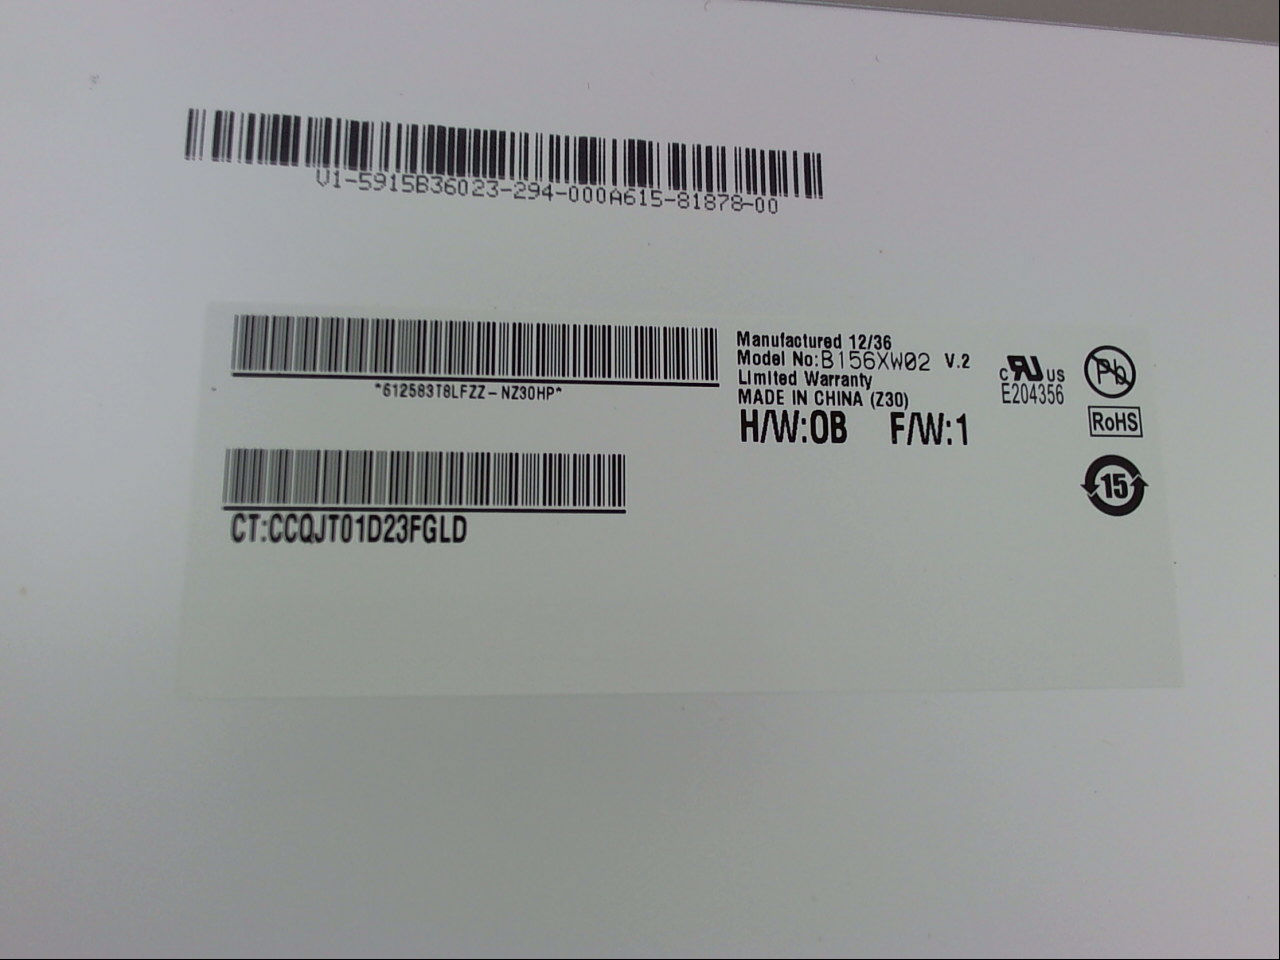 V1-5915B36023-294-000A615-81878-00
*612583T8LFZZ-NZ30HP*
Manufactured 12/36
Model No:B156XW02 V.2
Limited Warranty
MADE IN CHINA (Z30)
H/W:0B F/W:1
C UR US
E204356
Pb
RoHS
15
CT:CCQJT01D23FGLD